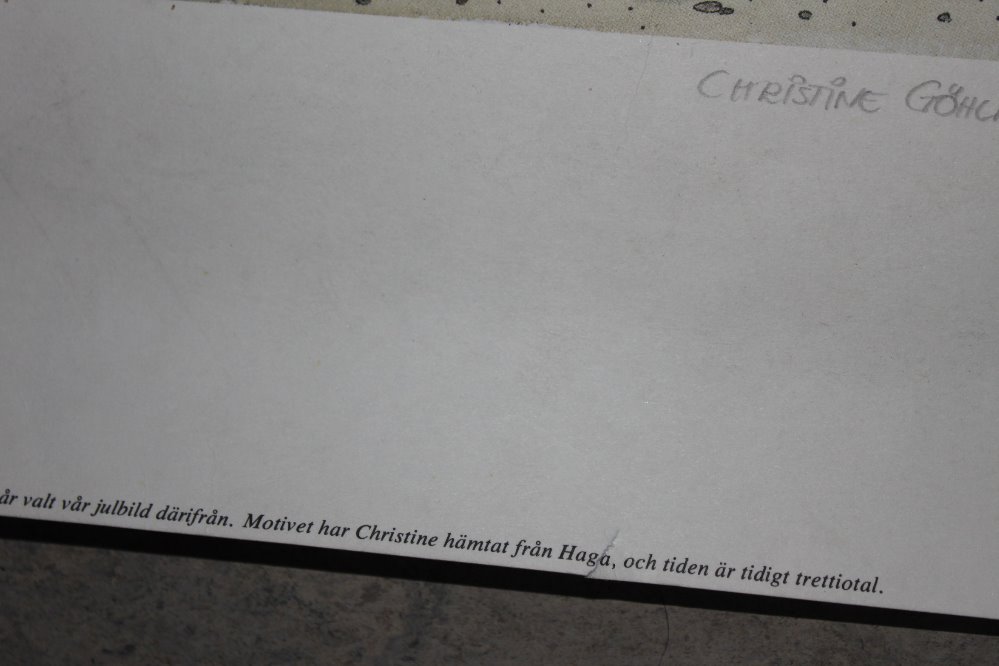 CHRISTINE
år valt vår julbild därifrån. Motivet har Christine hämtat från Haga, och tiden är tidigt trettiotal.